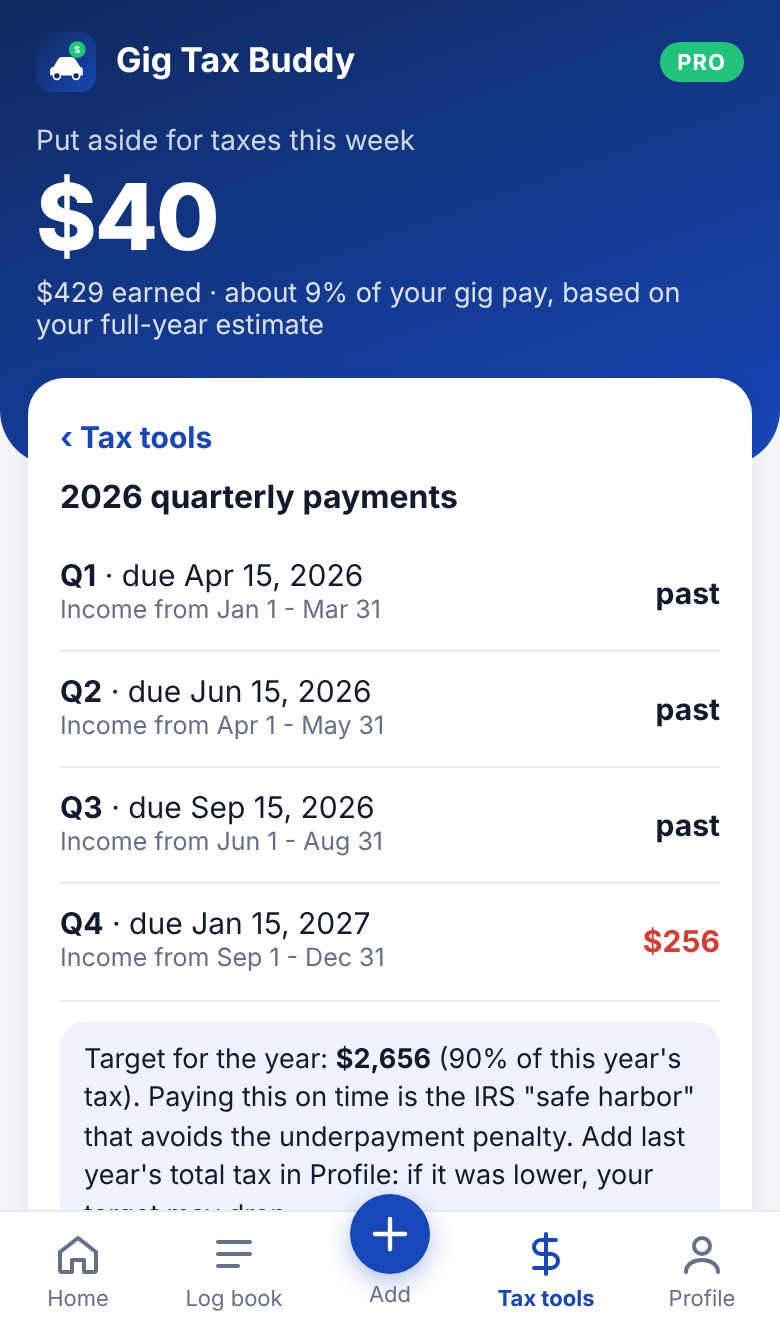 $
Gig Tax Buddy
PRO
Put aside for taxes this week
$40
$429 earned · about 9% of your gig pay, based on
your full-year estimate
‹ Tax tools
2026 quarterly payments
Q1 · due Apr 15, 2026
Income from Jan 1 - Mar 31
past
Q2 · due Jun 15, 2026
Income from Apr 1 - May 31
past
Q3 · due Sep 15, 2026
Income from Jun 1 - Aug 31
past
Q4 · due Jan 15, 2027
Income from Sep 1 - Dec 31
$256
Target for the year: $2,656 (90% of this year's
tax). Paying this on time is the IRS "safe harbor"
that avoids the underpayment penalty. Add last
year's total tax in Profile: if it was lower, your
target may drop
Home
Log book
Add
Tax tools
Profile